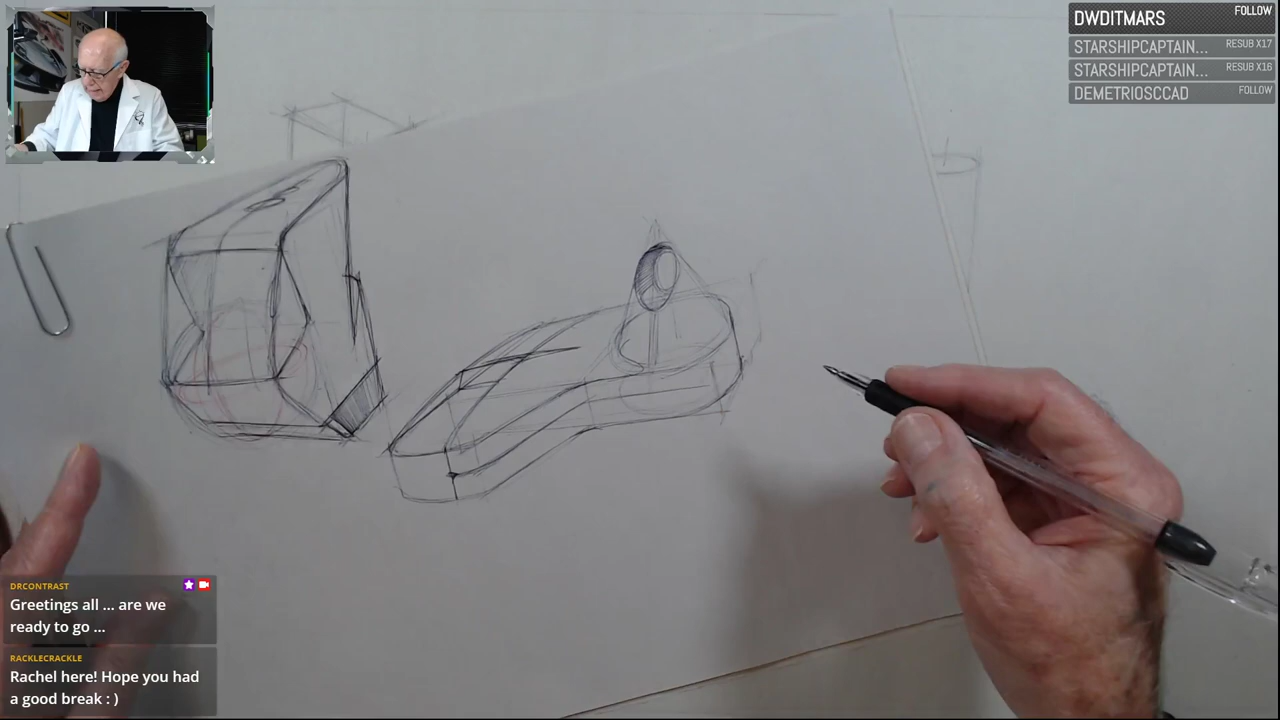 DWDITMARS FOLLOW
STARSHIPCAPTAIN... RESUB X17
STARSHIPCAPTAIN... RESUB X16
DEMETRIOSCCAD FOLLOW
DRCONTRAST
Greetings all ... are we
ready to go ...
RACKLECRACKLE
Rachel here! Hope you had
a good break : )